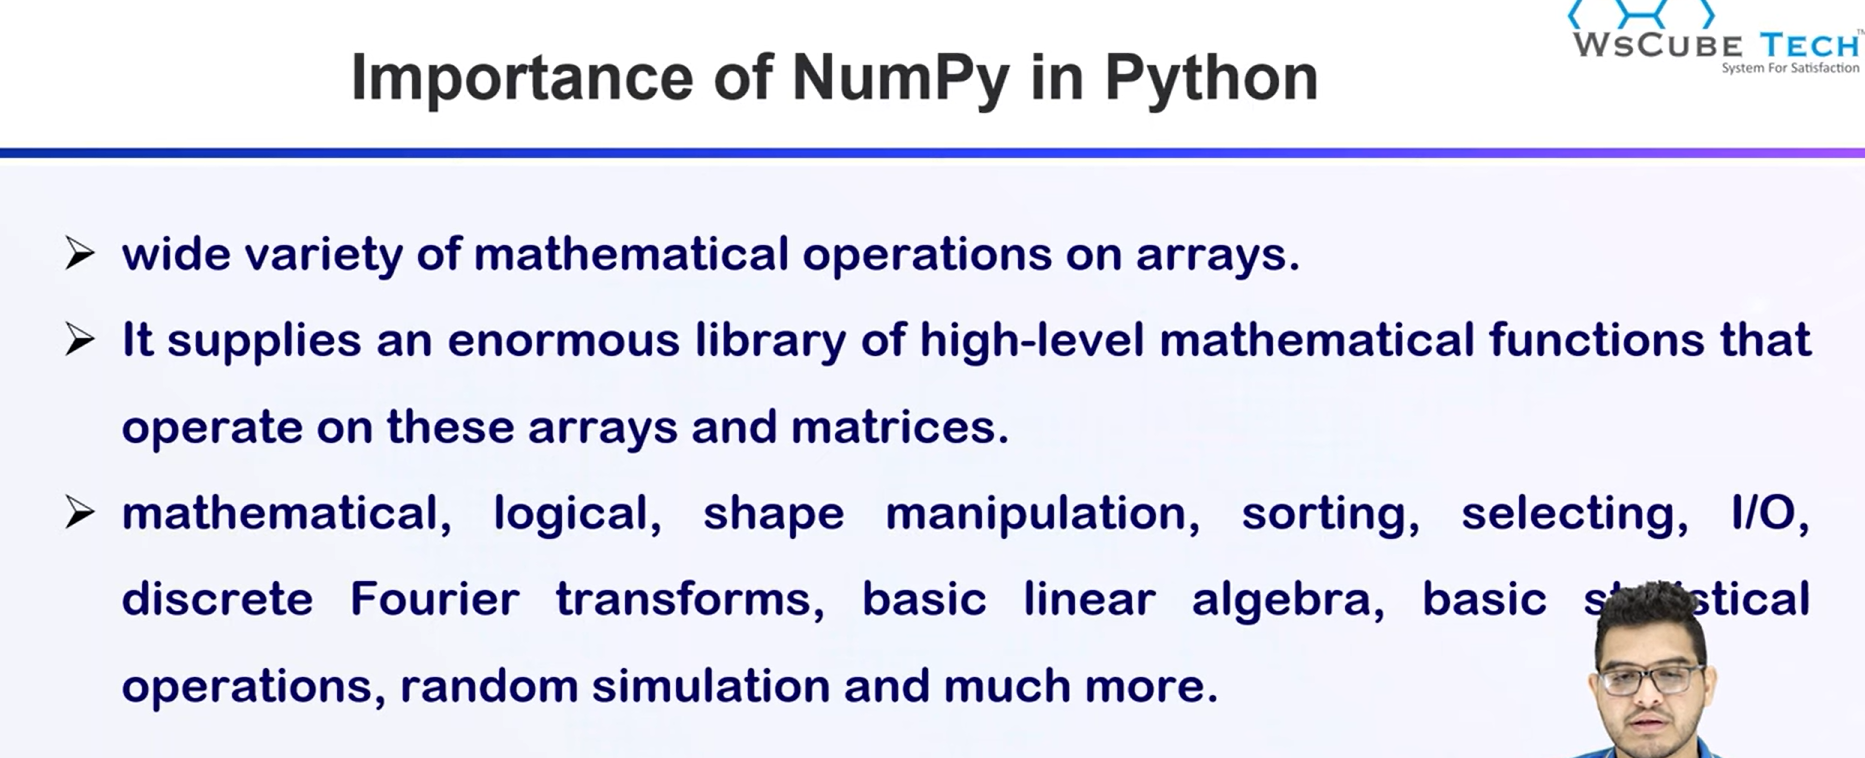 WSCUBE TECH™
System For Satisfaction
Importance of NumPy in Python
➢ wide variety of mathematical operations on arrays.
➢ It supplies an enormous library of high-level mathematical functions that
operate on these arrays and matrices.
➢ mathematical, logical, shape manipulation, sorting, selecting, I/O,
discrete Fourier transforms, basic linear algebra, basic
operations, random simulation and much more.